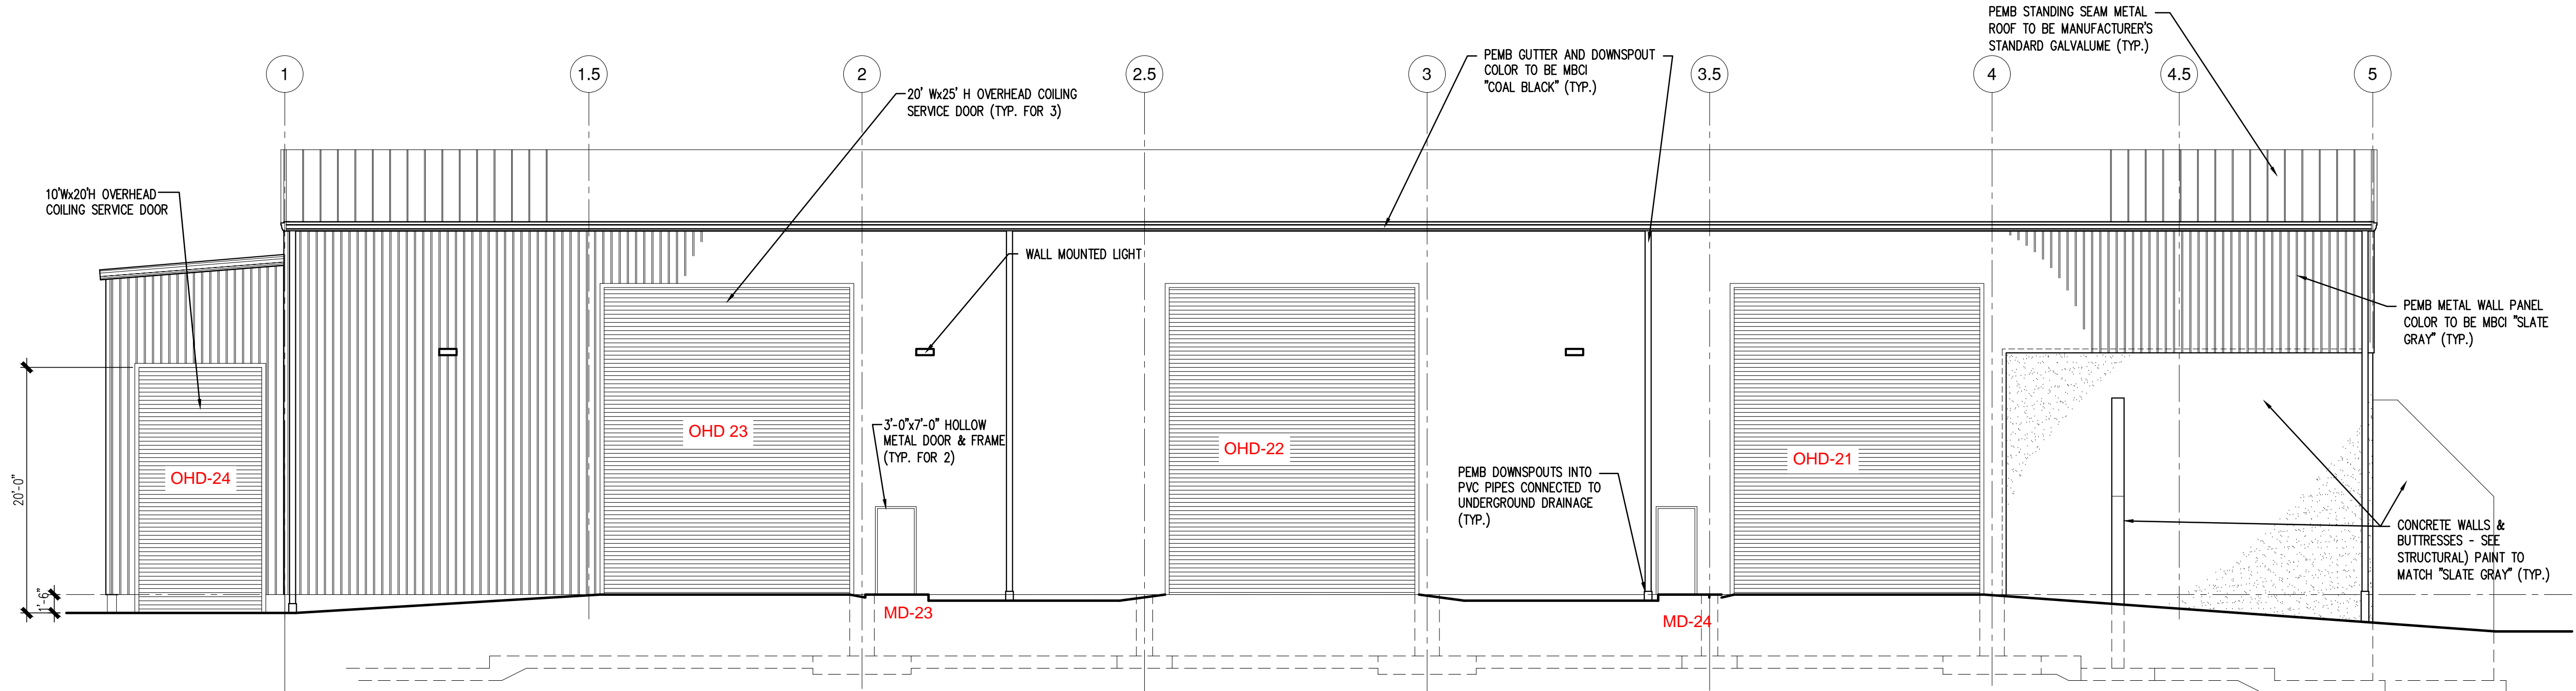 PEMB STANDING SEAM METAL
ROOF TO BE MANUFACTURER'S
STANDARD GALVALUME (TYP.)
1
1.5
2
2.5
3
3.5
4
4.5
5
PEMB GUTTER AND DOWNSPOUT
COLOR TO BE MBCI
"COAL BLACK" (TYP.)
20' Wx25' H OVERHEAD COILING
SERVICE DOOR (TYP. FOR 3)
10'Wx20'H OVERHEAD
COILING SERVICE DOOR
WALL MOUNTED LIGHT
PEMB METAL WALL PANEL
COLOR TO BE MBCI "SLATE
GRAY" (TYP.)
3'-0"x7'-0" HOLLOW
METAL DOOR & FRAME
(TYP. FOR 2)
OHD 23
OHD-22
OHD-21
OHD-24
20'-0"
1'-6"
PEMB DOWNSPOUTS INTO
PVC PIPES CONNECTED TO
UNDERGROUND DRAINAGE
(TYP.)
CONCRETE WALLS &
BUTTRESSES - SEE
STRUCTURAL) PAINT TO
MATCH "SLATE GRAY" (TYP.)
MD-23
MD-24